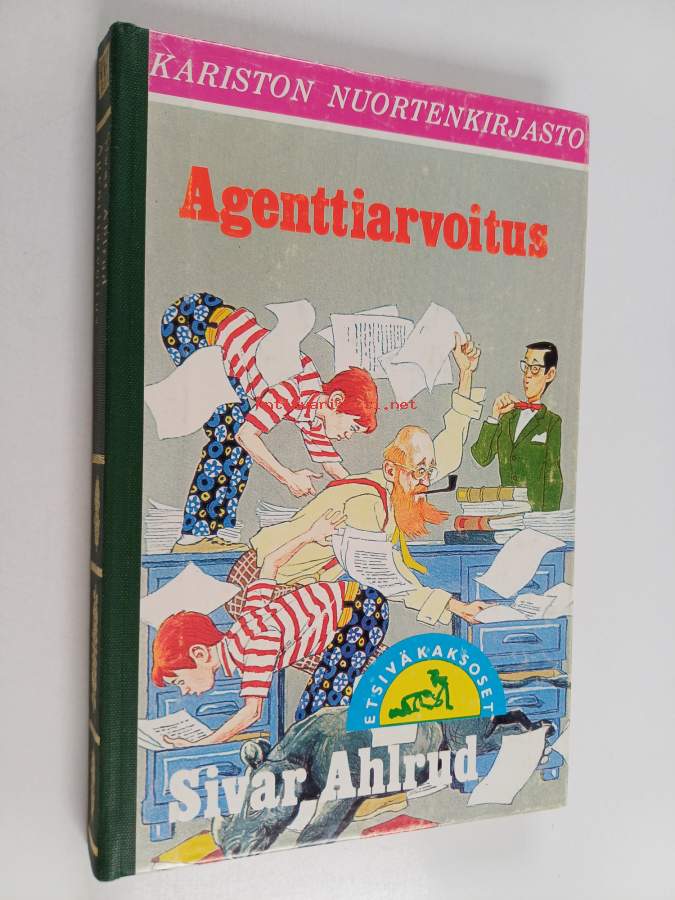 KARISTON NUORTENKIRJASTO
Agenttiarvoitus
ETSIVÄKAKSOSET
Sivar Ahlrud